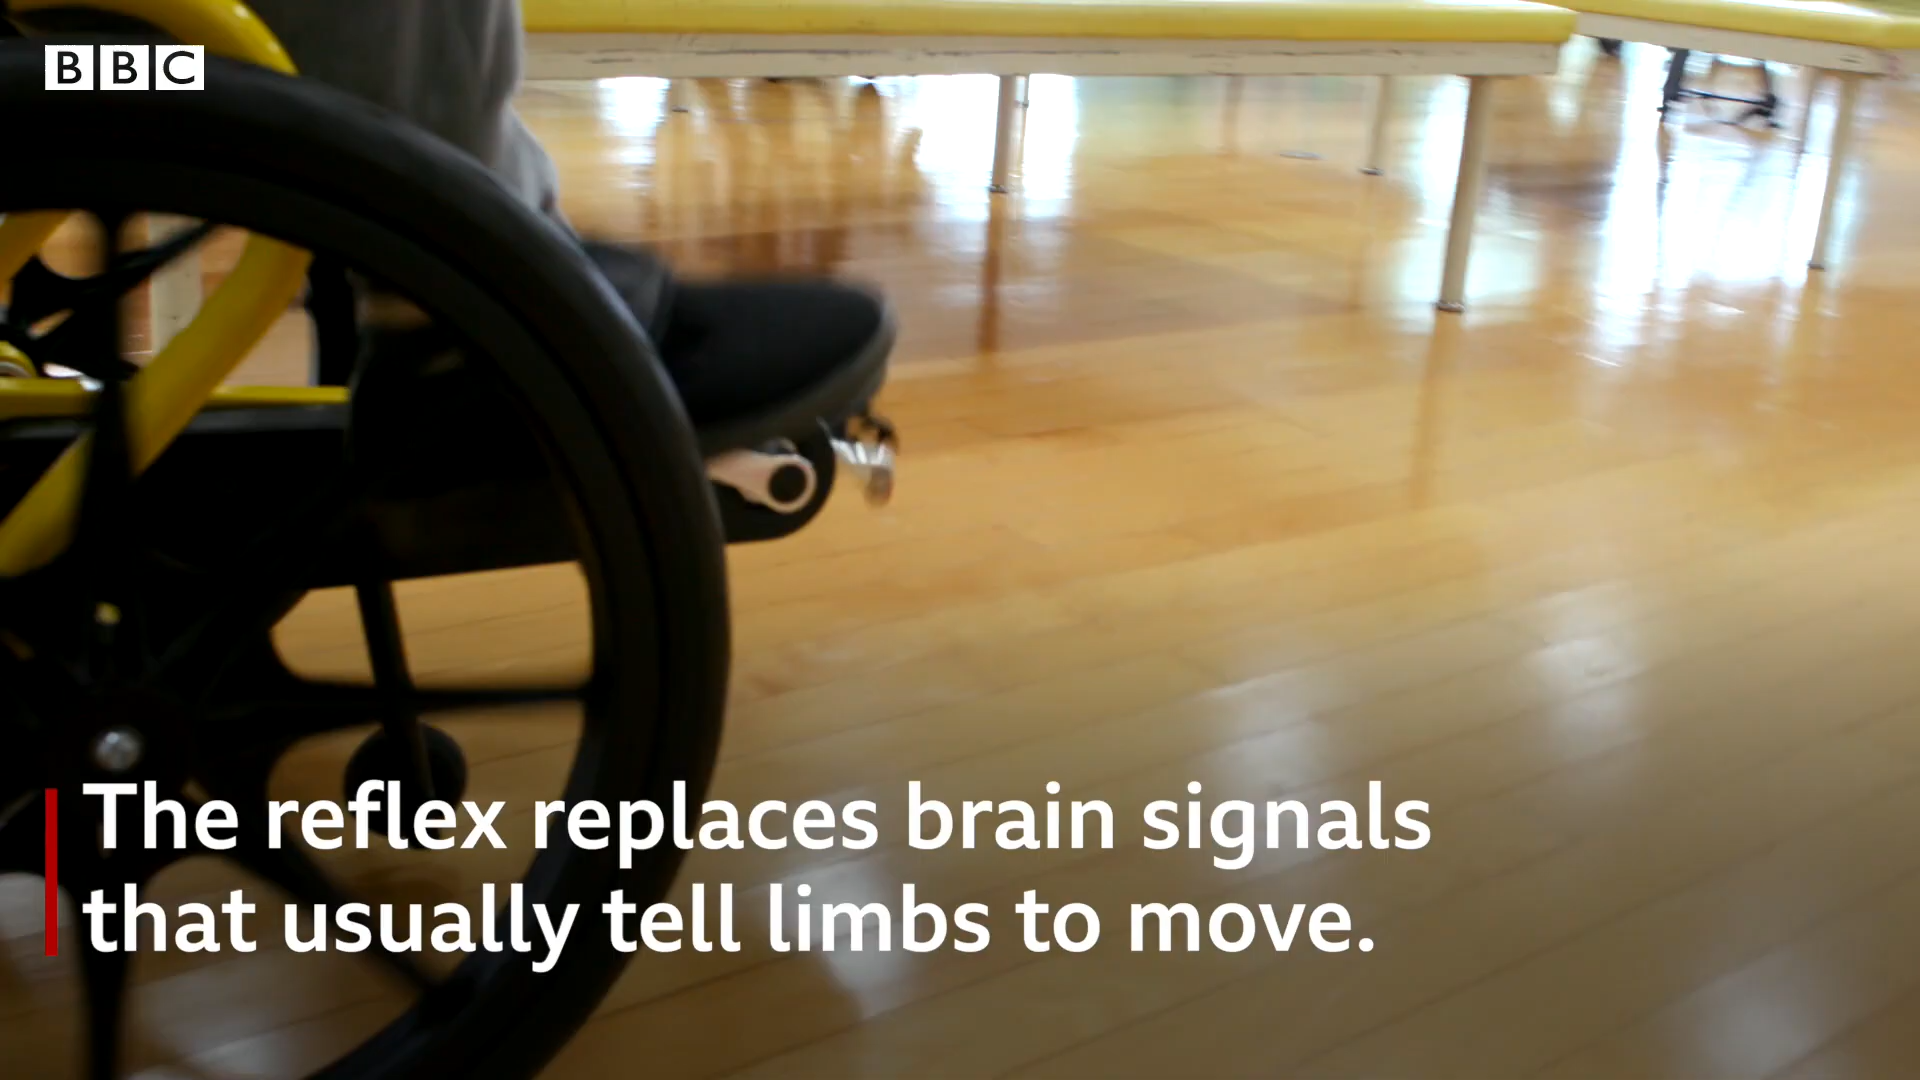 BBC
The reflex replaces brain signals
that usually tell limbs to move.